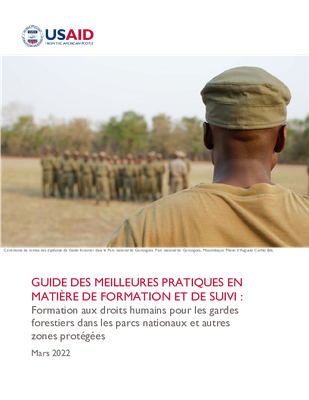 USAID
FROM THE AMERICAN PEOPLE
Cérémonie de remise des diplômes de Garde forestier dans le Parc national de Gorongosa. Parc national de Gorongosa, Mozambique. Photo d'Augusto Carlos Bila.
GUIDE DES MEILLEURES PRATIQUES EN
MATIÈRE DE FORMATION ET DE SUIVI :
Formation aux droits humains pour les gardes
forestiers dans les parcs nationaux et autres
zones protégées
Mars 2022